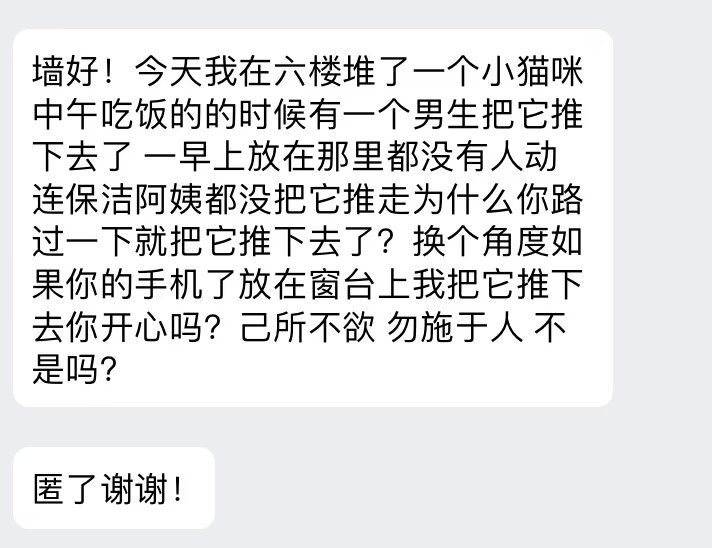 墙好！今天我在六楼堆了一个小猫咪
中午吃饭的的时候有一个男生把它推
下去了 一早上放在那里都没有人动
连保洁阿姨都没把它推走为什么你路
过一下就把它推下去了？换个角度如
果你的手机了放在窗台上我把它推下
去你开心吗？己所不欲 勿施于人 不
是吗？
匿了谢谢！